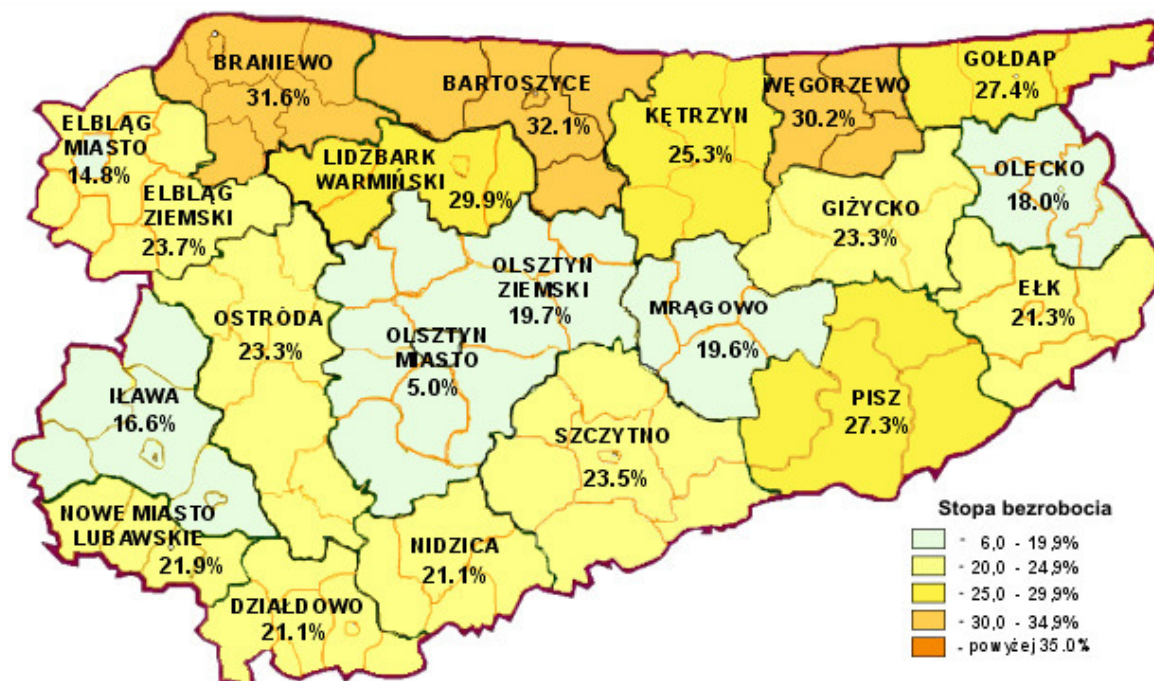 BRANIEWO
31.6%
BARTOSZYCE
32.1%
KĘTRZYN
25.3%
WĘGORZEWO
30.2%
GOŁDAP
27.4%
ELBLĄG
MIASTO
14.8%
ELBLĄG
ZIEMSKI
23.7%
LIDZBARK
WARMIŃSKI
29.9%
OLECKO
18.0%
GIŻYCKO
23.3%
EŁK
21.3%
OSTRÓDA
23.3%
OLSZTYN
ZIEMSKI
19.7%
OLSZTYN
MIASTO
5.0%
MRĄGOWO
19.6%
IŁAWA
16.6%
PISZ
27.3%
SZCZYTNO
23.5%
NOWE MIASTO
LUBAWSKIE
21.9%
NIDZICA
21.1%
DZIAŁDOWO
21.1%
Stopa bezrobocia
- 6,0 - 19,9%
- 20,0 - 24,9%
- 25,0 - 29,9%
- 30,0 - 34,9%
- powyżej 35.0%